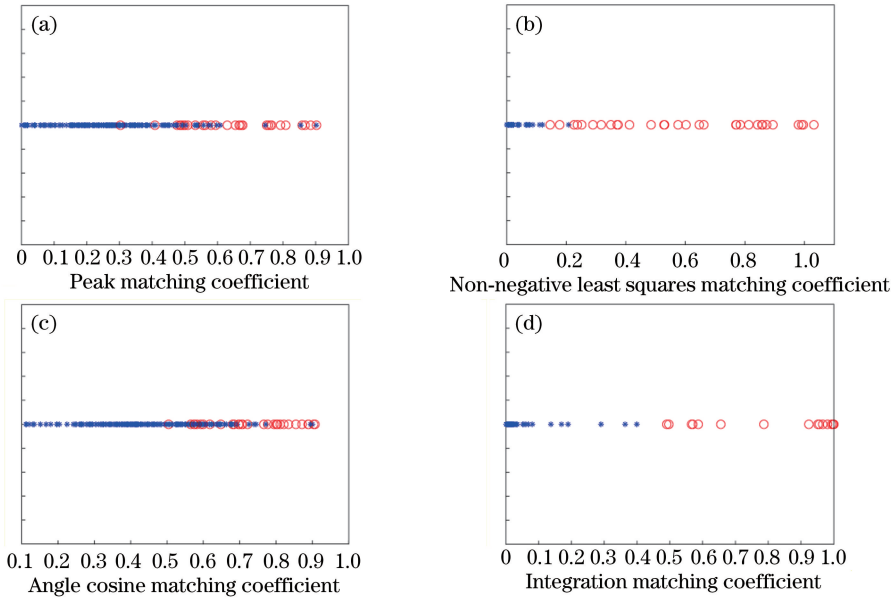 (a)
(b)
0 0.1 0.2 0.3 0.4 0.5 0.6 0.7 0.8 0.9 1.0
Peak matching coefficient
0 0.2 0.4 0.6 0.8 1.0
Non-negative least squares matching coefficient
(c)
(d)
0.1 0.2 0.3 0.4 0.5 0.6 0.7 0.8 0.9 1.0
Angle cosine matching coefficient
0 0.1 0.2 0.3 0.4 0.5 0.6 0.7 0.8 0.9 1.0
Integration matching coefficient